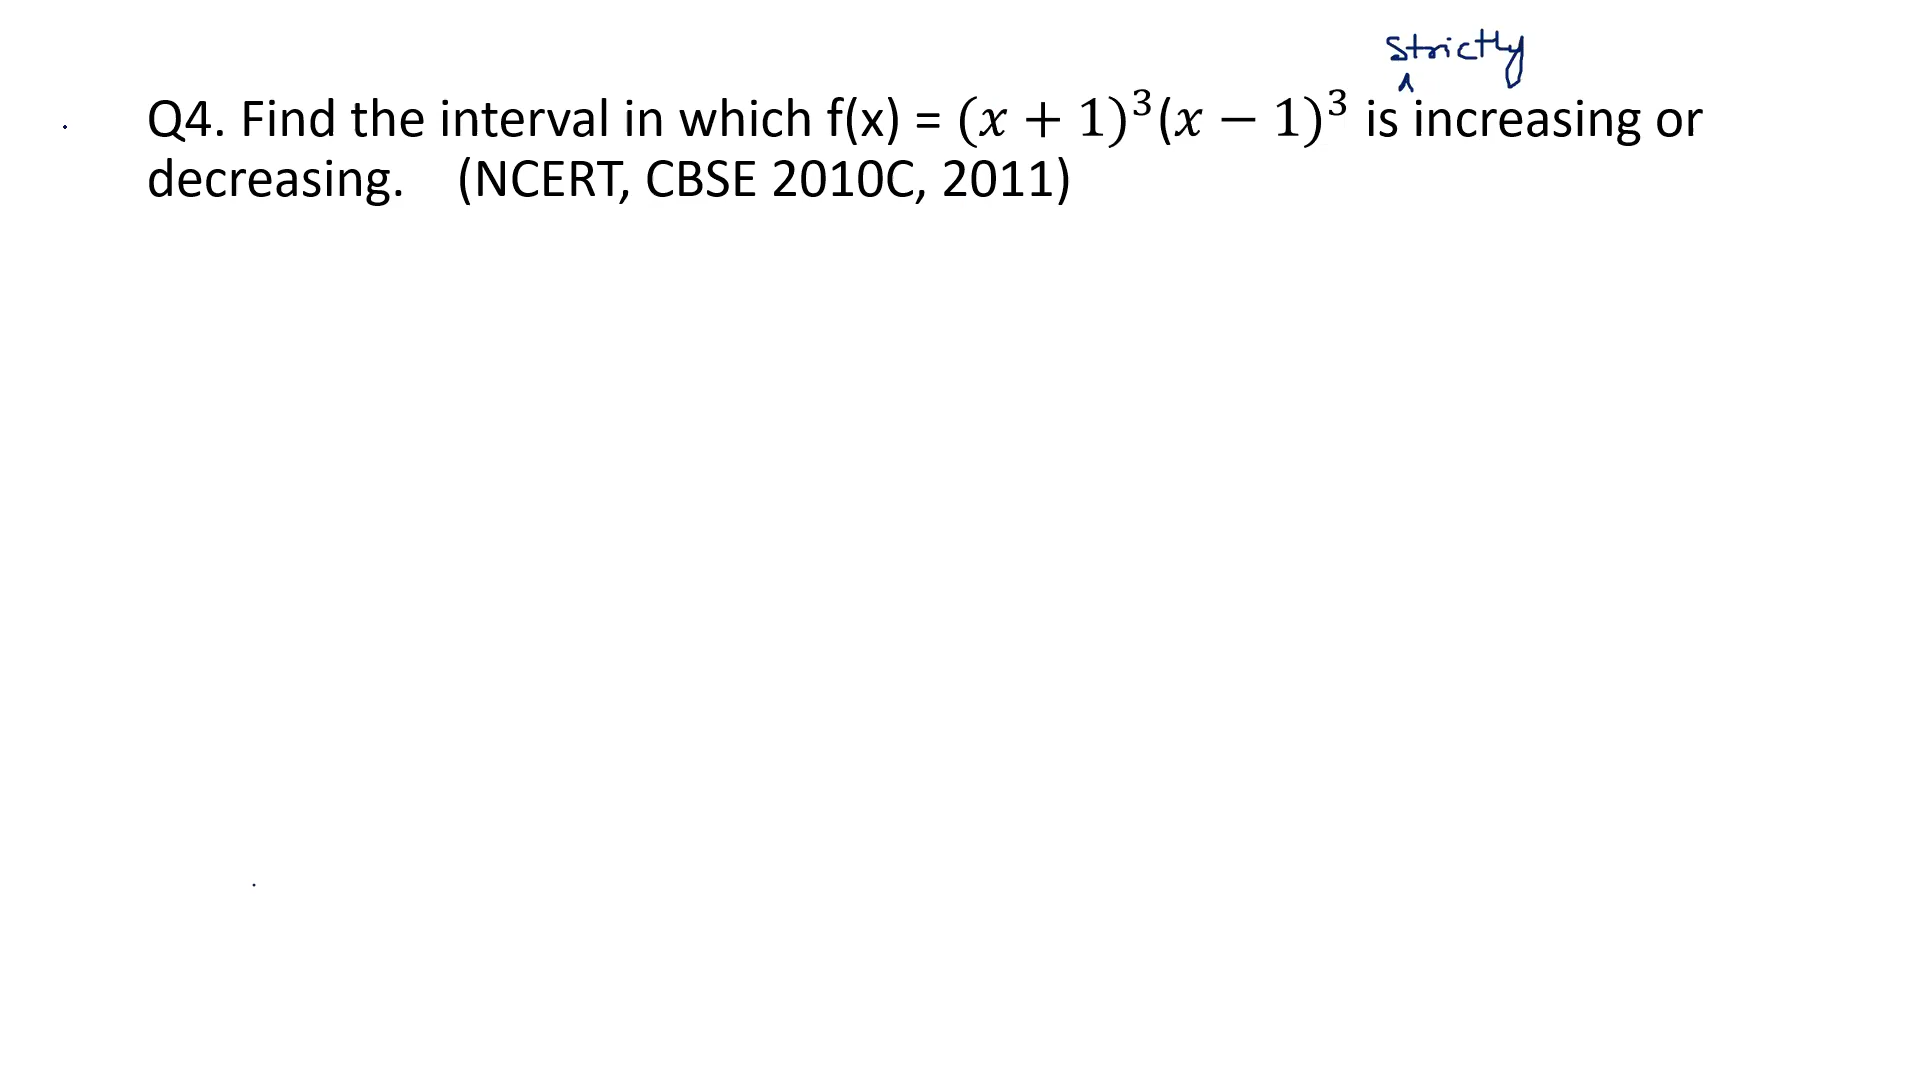 strictly
Q4. Find the interval in which f(x) = (x + 1)³(x − 1)³ is ^ increasing or
decreasing. (NCERT, CBSE 2010C, 2011)